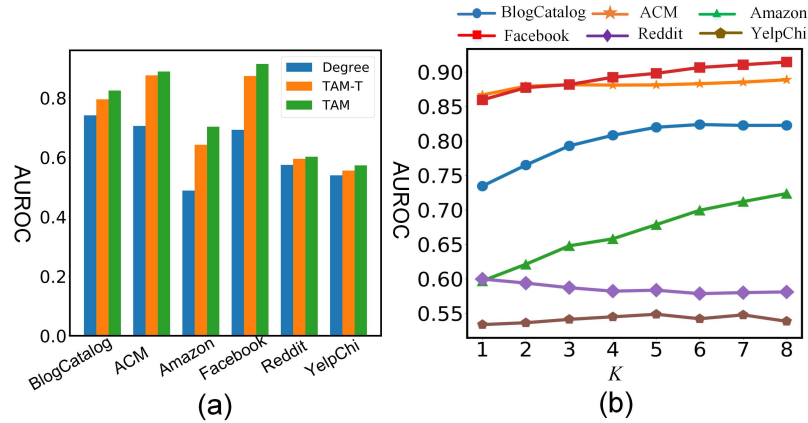 Degree
TAM-T
TAM
AUROC
0.8
0.6
0.4
0.2
0.0
BlogCatalog
ACM
Amazon
Facebook
Reddit
YelpChi
(a)
BlogCatalog ACM Amazon
Facebook Reddit YelpChi
AUROC
0.90
0.85
0.80
0.75
0.70
0.65
0.60
0.55
1 2 3 4 5 6 7 8
K
(b)